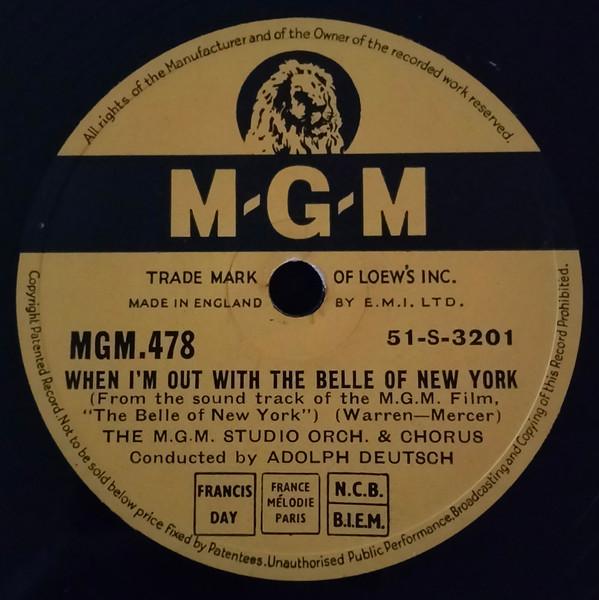 All rights of the Manufacturer and of the Owner of the recorded work reserved.
M-G-M
TRADE MARK OF LOEW'S INC.
MADE IN ENGLAND BY E.M.I. LTD.
MGM.478 51-S-3201
WHEN I'M OUT WITH THE BELLE OF NEW YORK
(From the sound track of the M.G.M. Film,
"The Belle of New York") (Warren—Mercer)
THE M.G.M. STUDIO ORCH. & CHORUS
Conducted by ADOLPH DEUTSCH
FRANCIS
DAY
FRANCE
MÉLODIE
PARIS
N.C.B.
B.I.E.M.
Copyright Patented Record. Not to be sold below price fixed by Patentees. Unauthorised Public Performance, Broadcasting and Copying of this Record Prohibited.